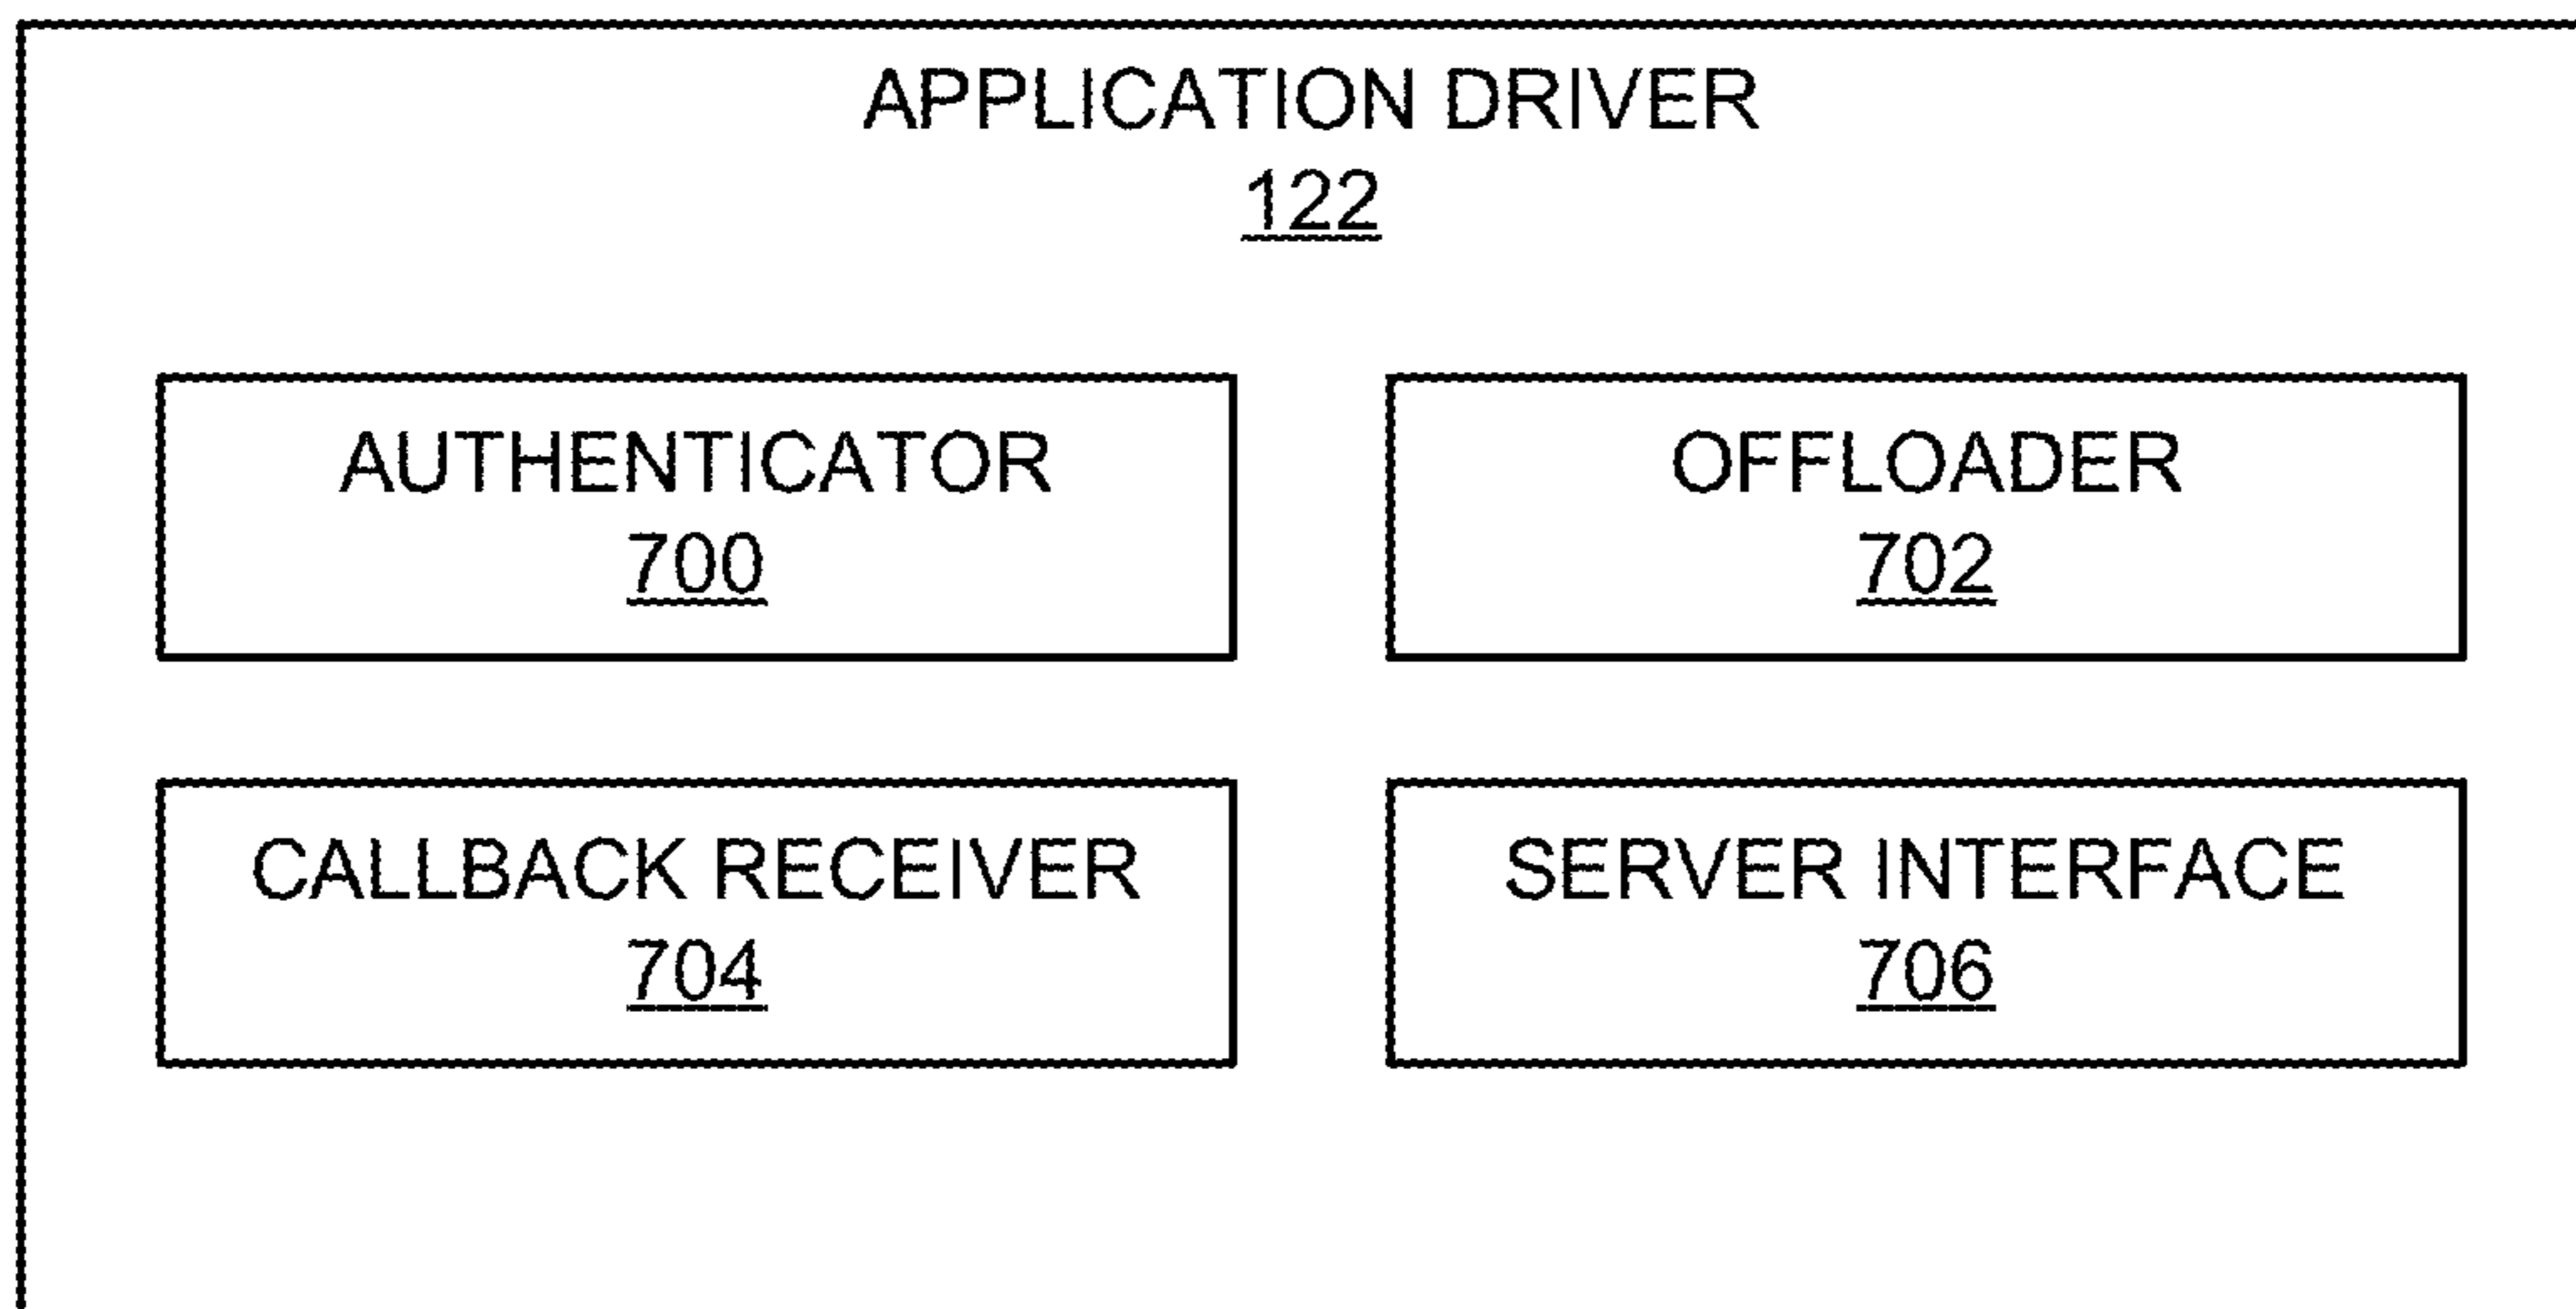 APPLICATION DRIVER
122
AUTHENTICATOR
700
OFFLOADER
702
CALLBACK RECEIVER
704
SERVER INTERFACE
706